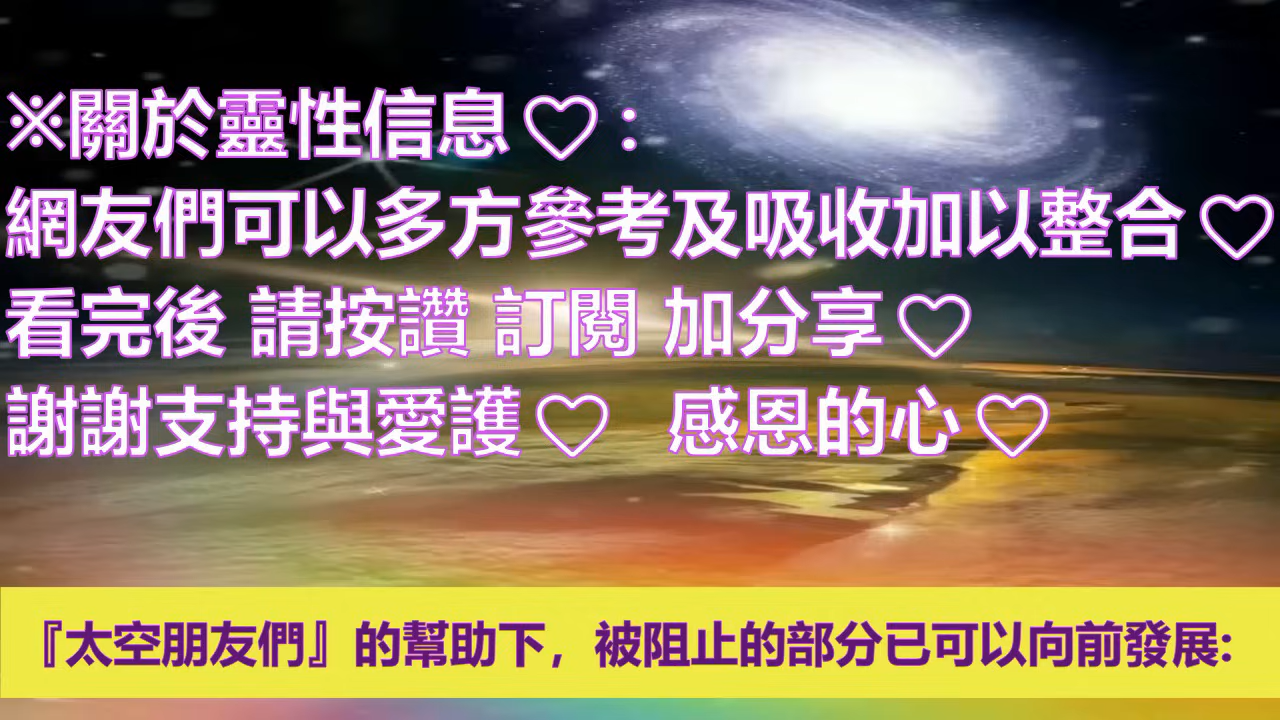 ※關於靈性信息♡:
網友們可以多方參考及吸收加以整合♡
看完後 請按讚 訂閱 加分享♡
謝謝支持與愛護♡ 感恩的心♡
『太空朋友們』的幫助下，被阻止的部分已可以向前發展: